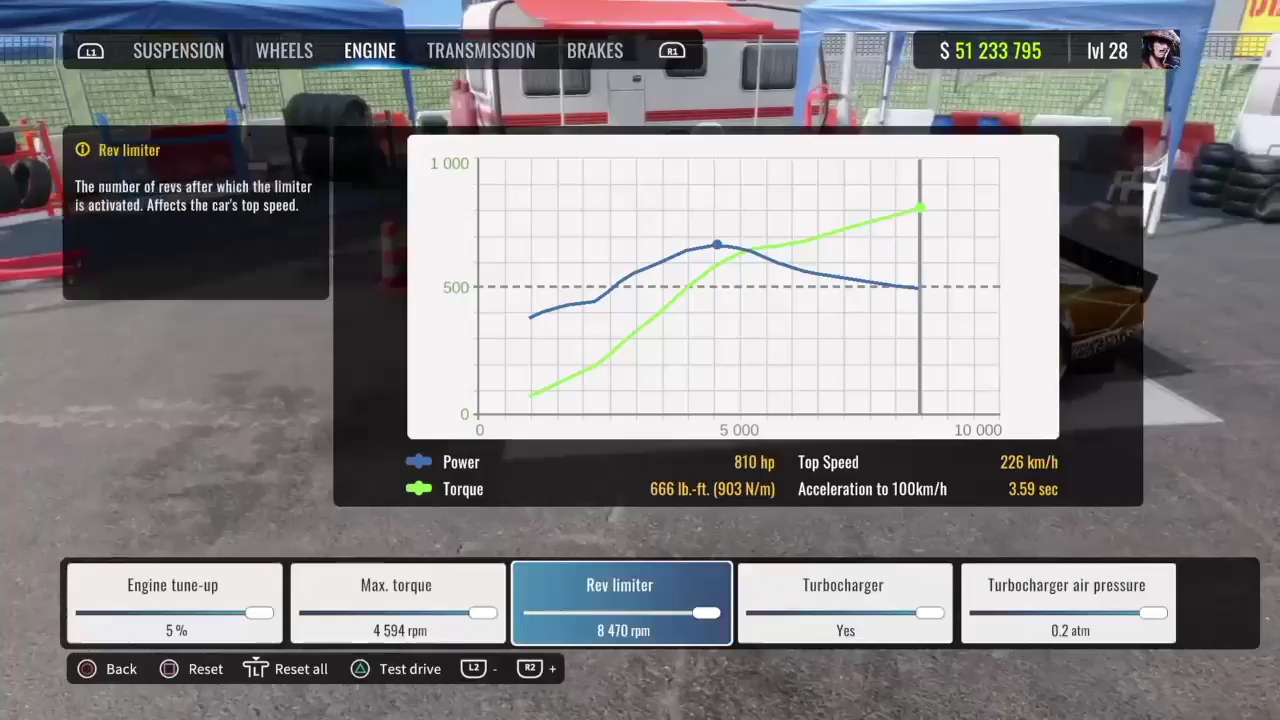 L1 SUSPENSION WHEELS ENGINE TRANSMISSION BRAKES R1
$ 51 233 795 lvl 28
Rev limiter
The number of revs after which the limiter
is activated. Affects the car's top speed.
1 000
500
0
0 5 000 10 000
Power 810 hp Top Speed 226 km/h
Torque 666 lb.-ft. (903 N/m) Acceleration to 100km/h 3.59 sec
Engine tune-up Max. torque Rev limiter Turbocharger Turbocharger air pressure
5 % 4 594 rpm 8 470 rpm Yes 0.2 atm
Back Reset Reset all Test drive L2 - R2 +